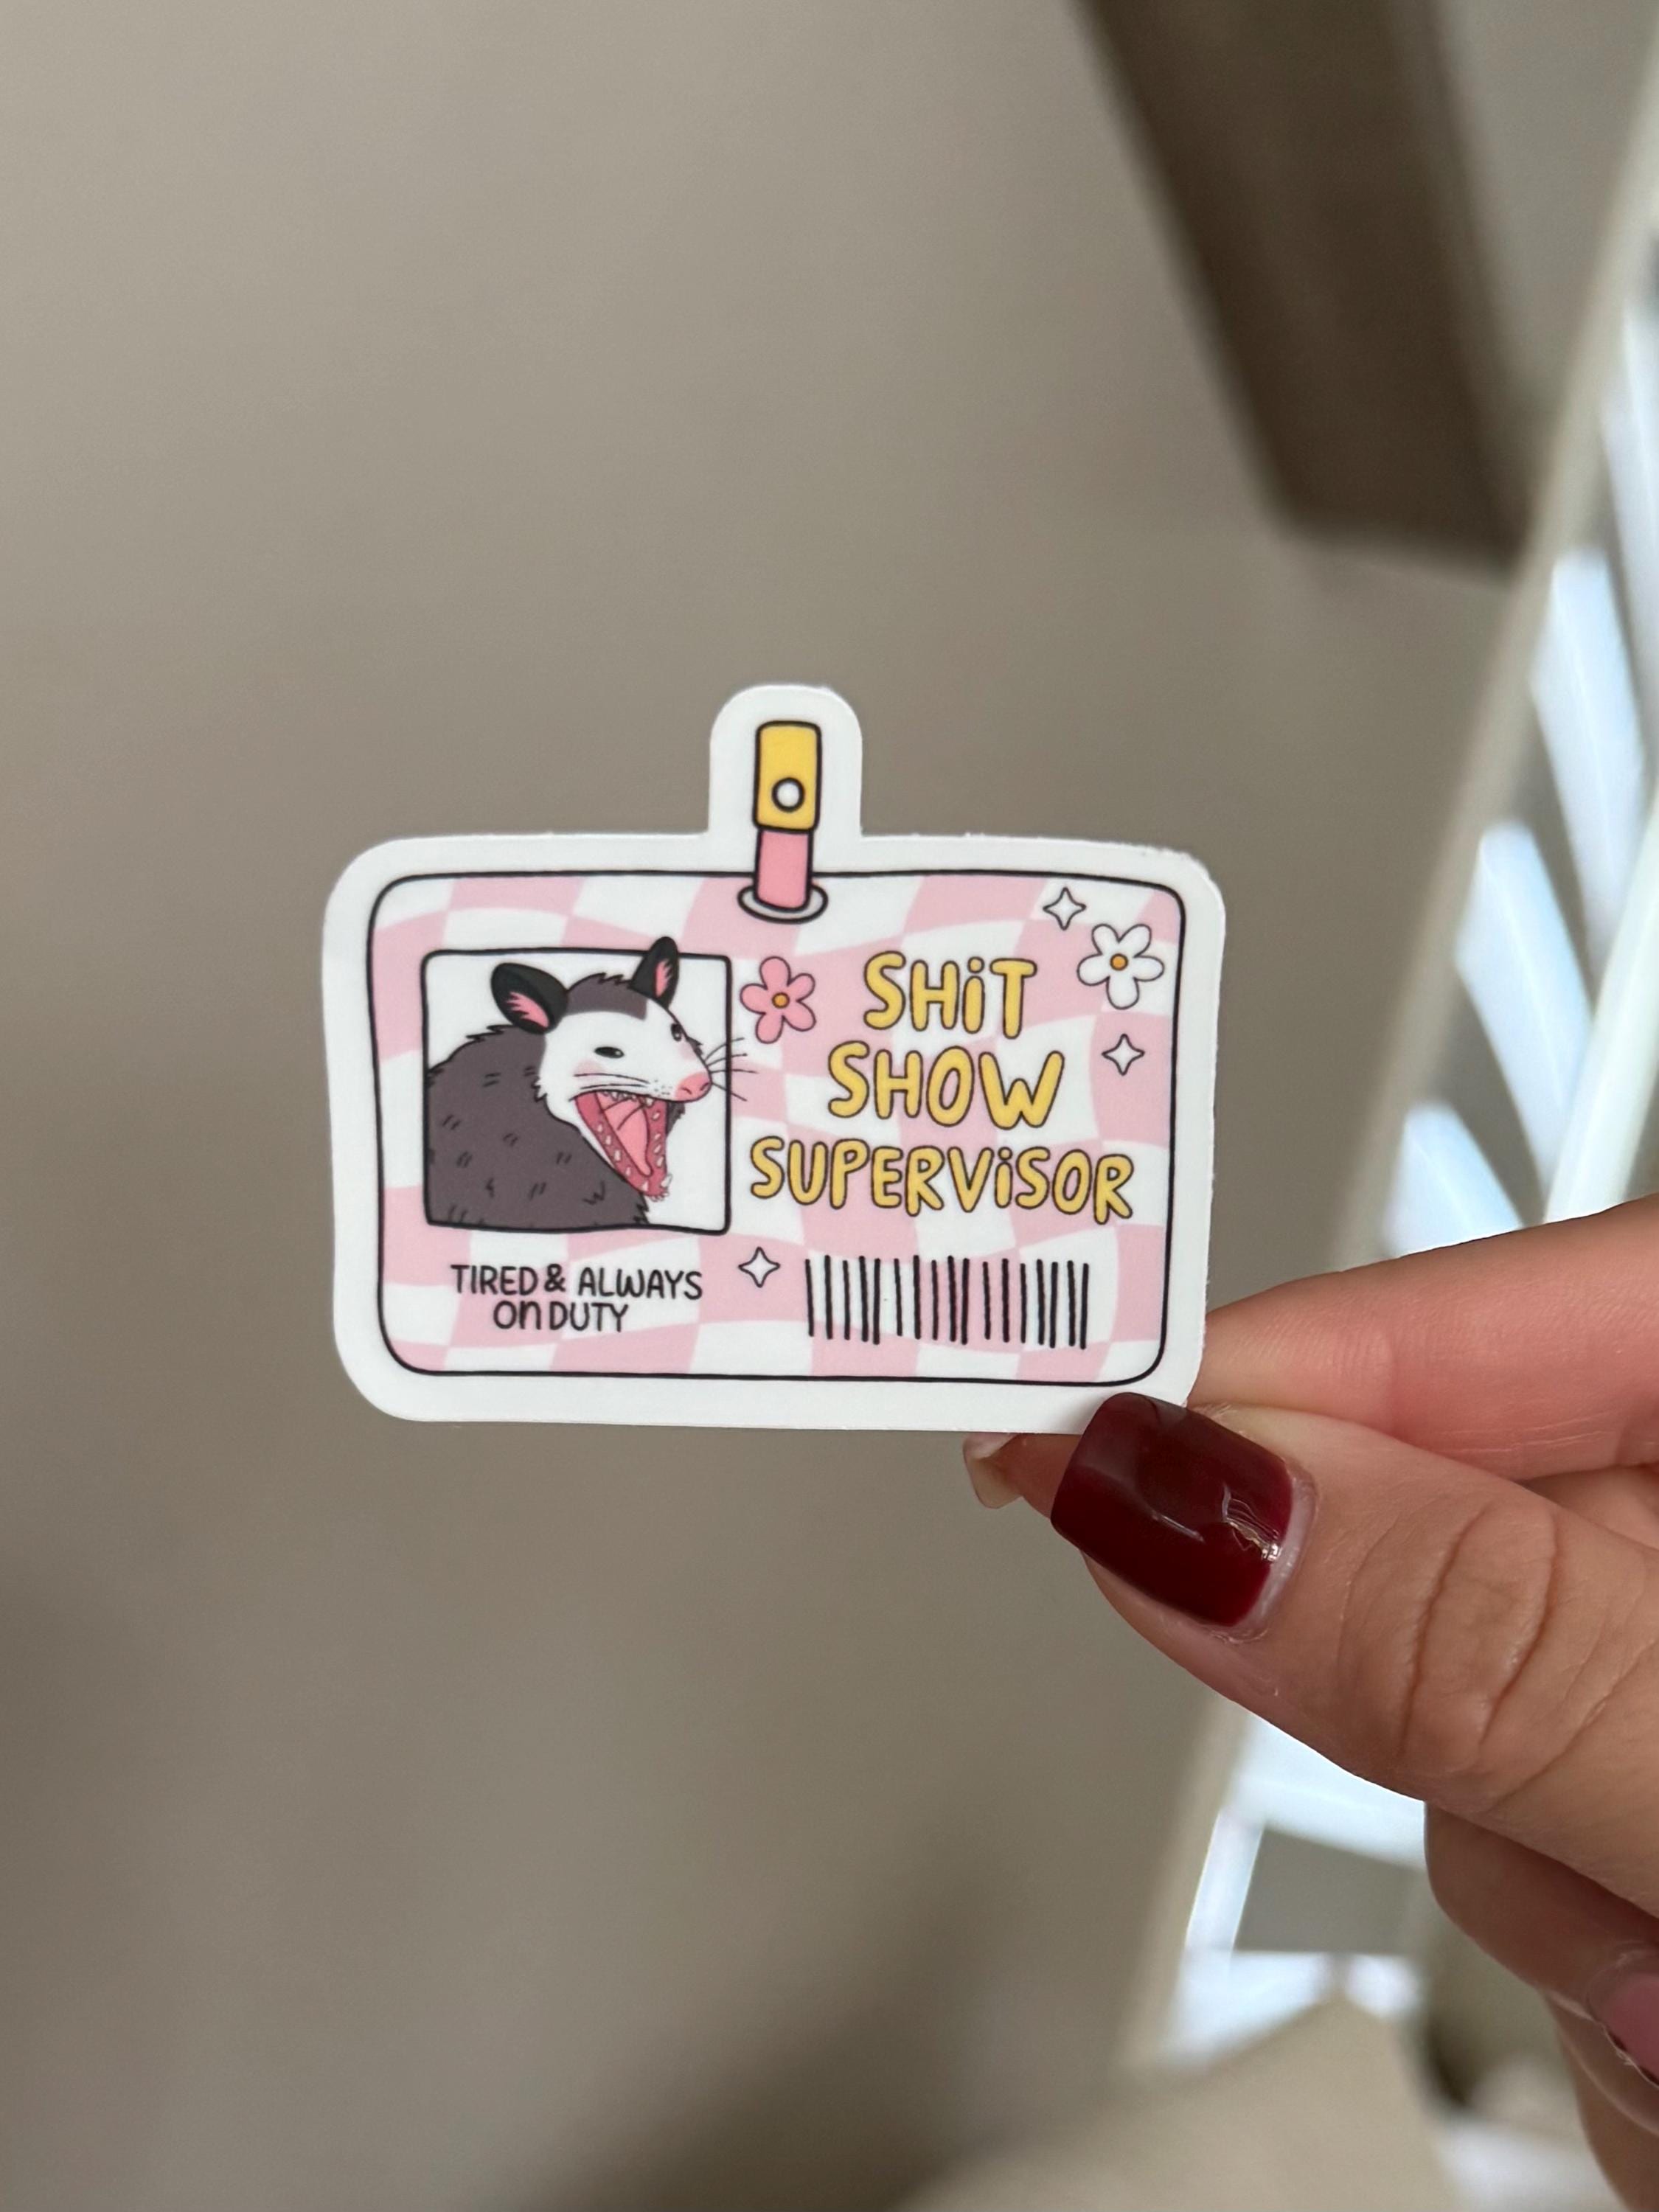 SHiT
SHOW
SUPERViSOR
TIRED & ALWAYS
On DUTY